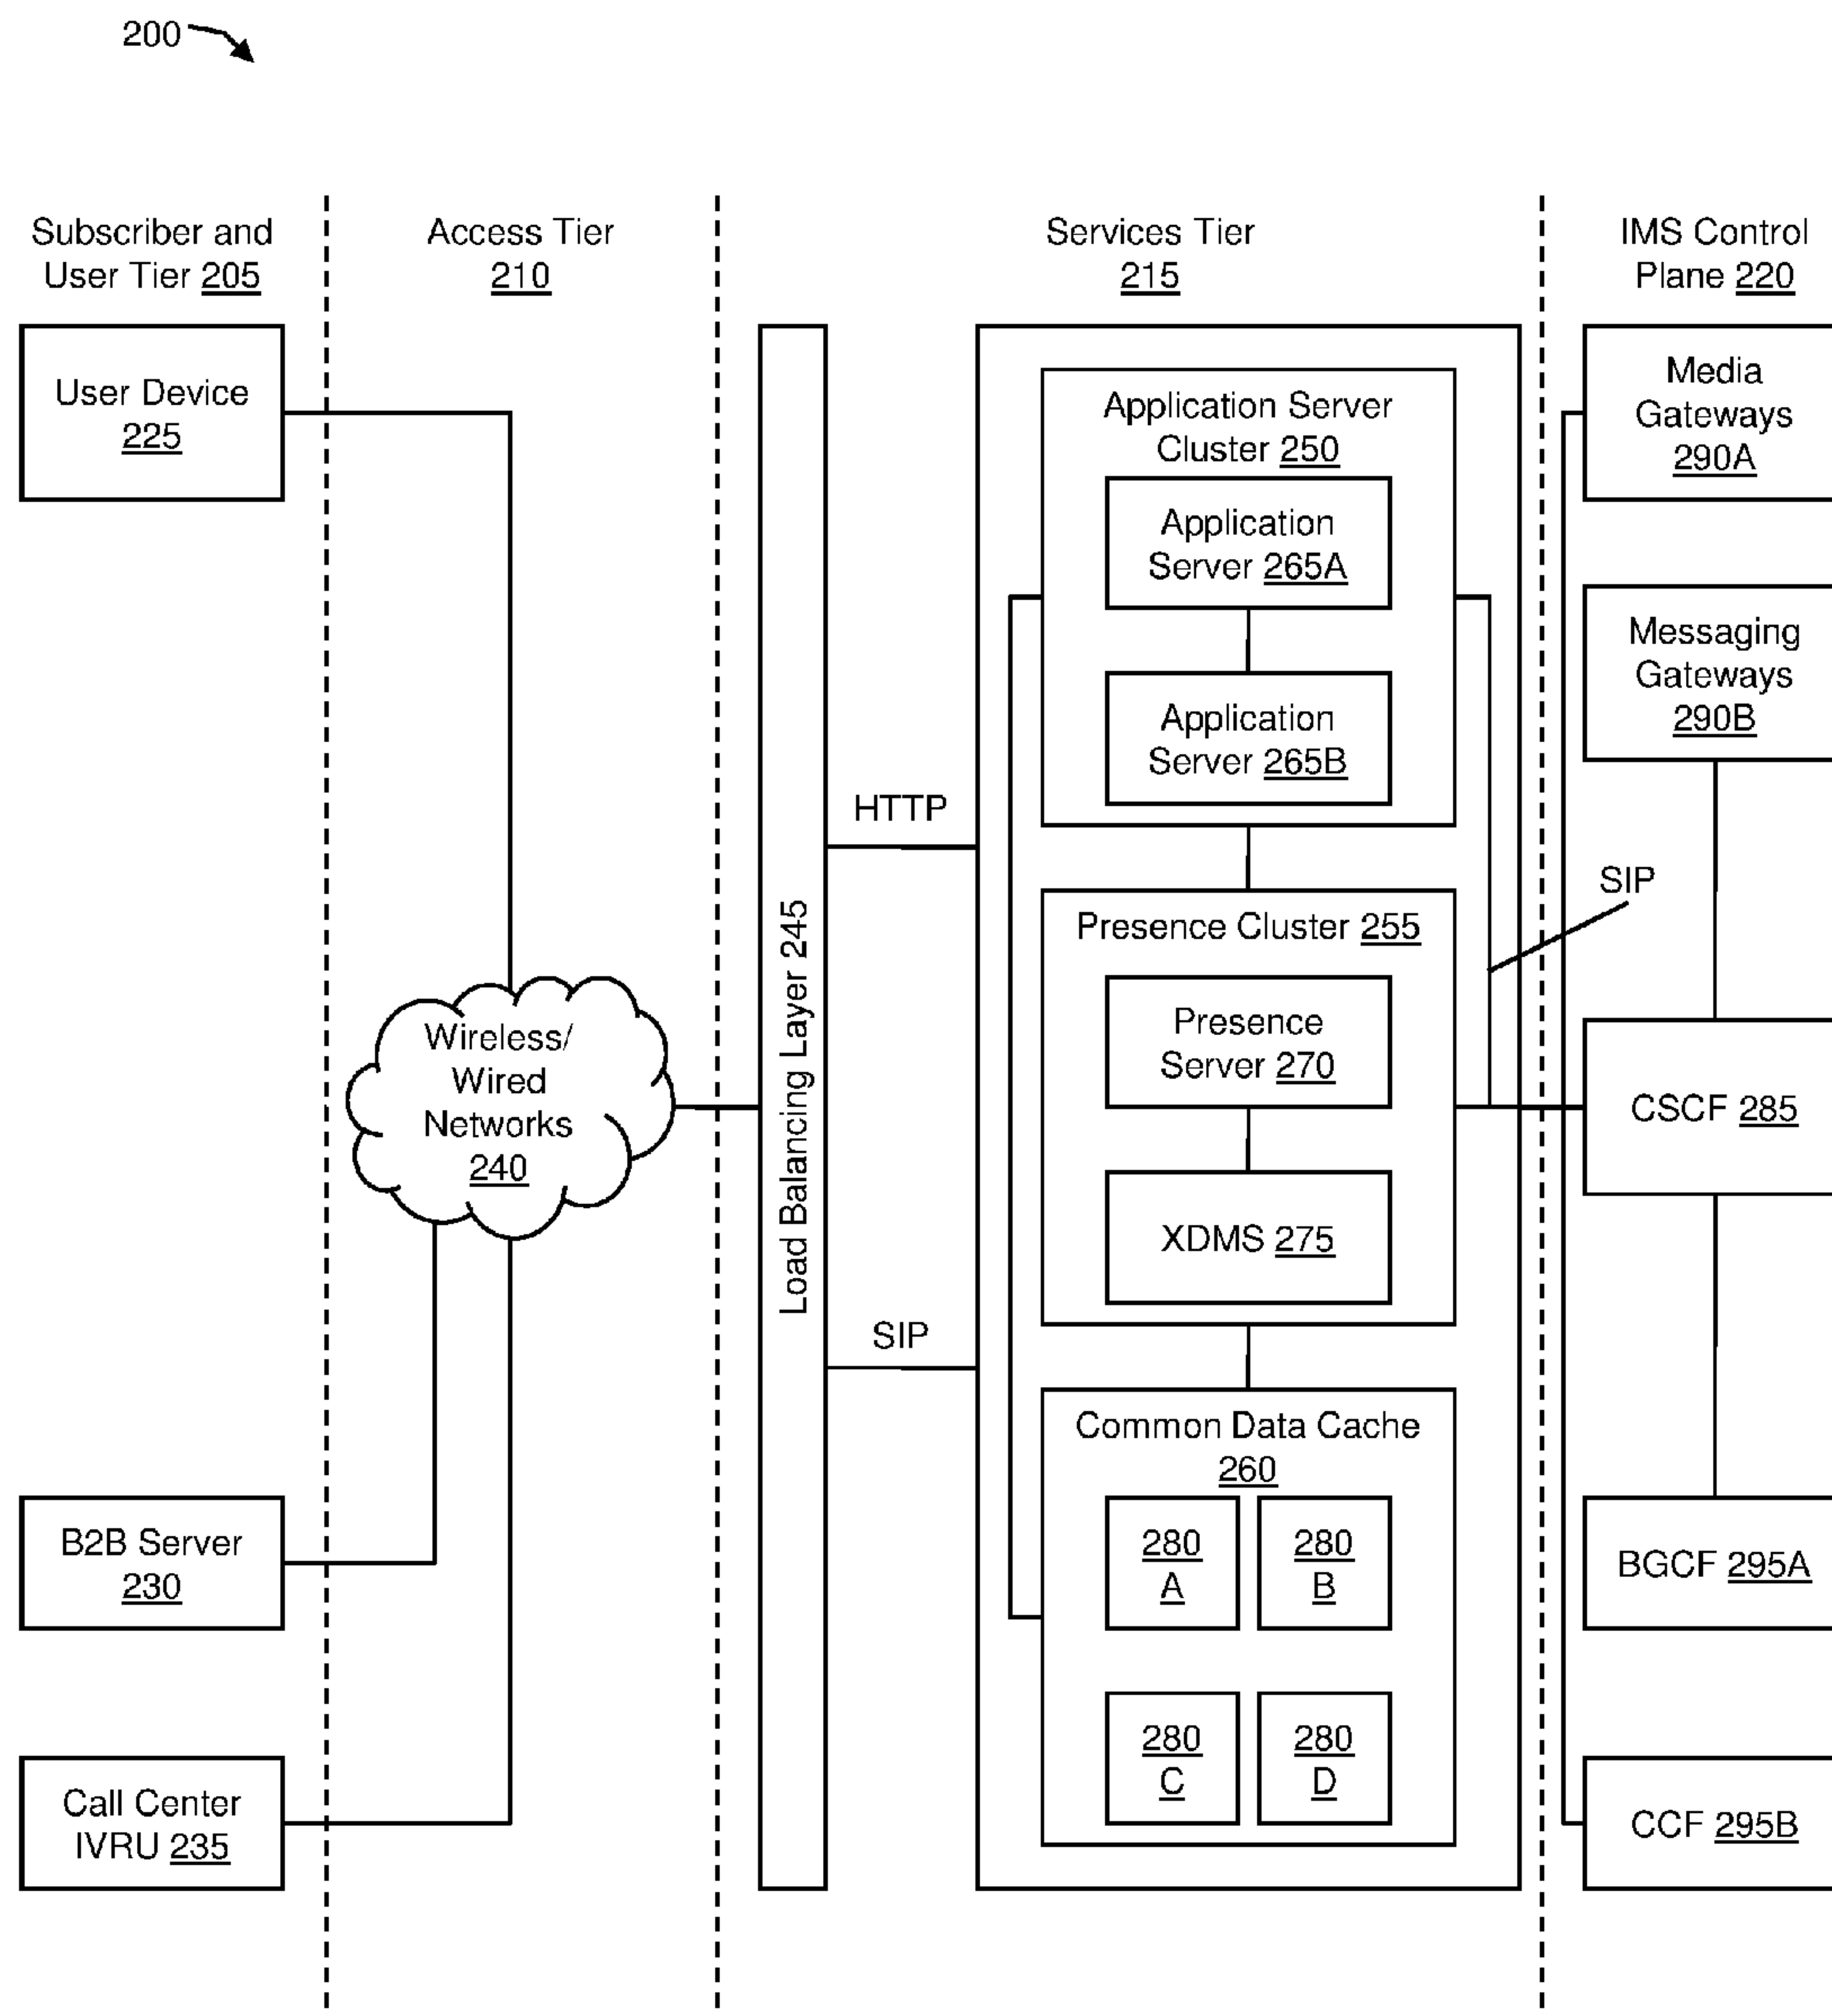 200
Subscriber and
User Tier 205
Access Tier
210
Services Tier
215
IMS Control
Plane 220
User Device
225
B2B Server
230
Call Center
IVRU 235
Wireless/
Wired
Networks
240
Load Balancing Layer 245
HTTP
SIP
Application Server
Cluster 250
Application
Server 265A
Application
Server 265B
Presence Cluster 255
Presence
Server 270
XDMS 275
Common Data Cache
260
280
A
280
B
280
C
280
D
SIP
Media
Gateways
290A
Messaging
Gateways
290B
CSCF 285
BGCF 295A
CCF 295B